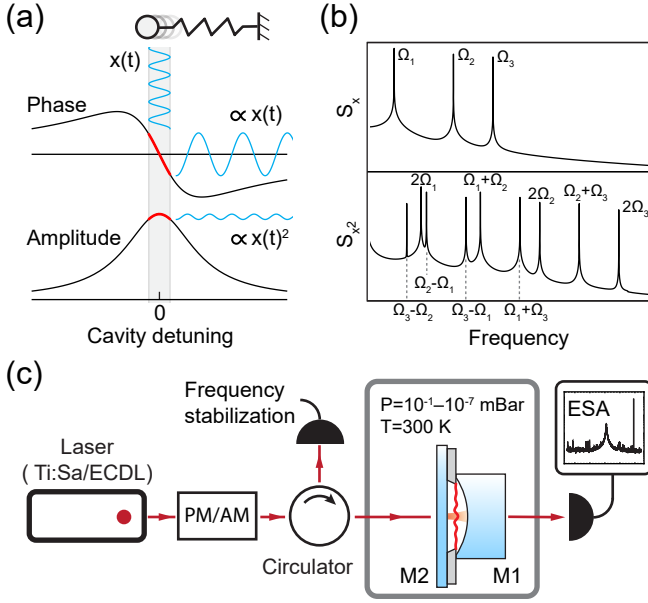 (a)
x(t)
Phase
∝ x(t)
Amplitude
∝ x(t)²
0
Cavity detuning
(b)
Sₓ
Ω₁
Ω₂
Ω₃
Sₓ²
2Ω₁
Ω₁+Ω₂
2Ω₂
Ω₂+Ω₃
2Ω₃
Ω₂-Ω₁
Ω₃-Ω₂
Ω₃-Ω₁
Ω₁+Ω₃
Frequency
(c)
Frequency
stabilization
Laser
( Ti:Sa/ECDL)
PM/AM
Circulator
P=10⁻¹–10⁻⁷ mBar
T=300 K
M2
M1
ESA